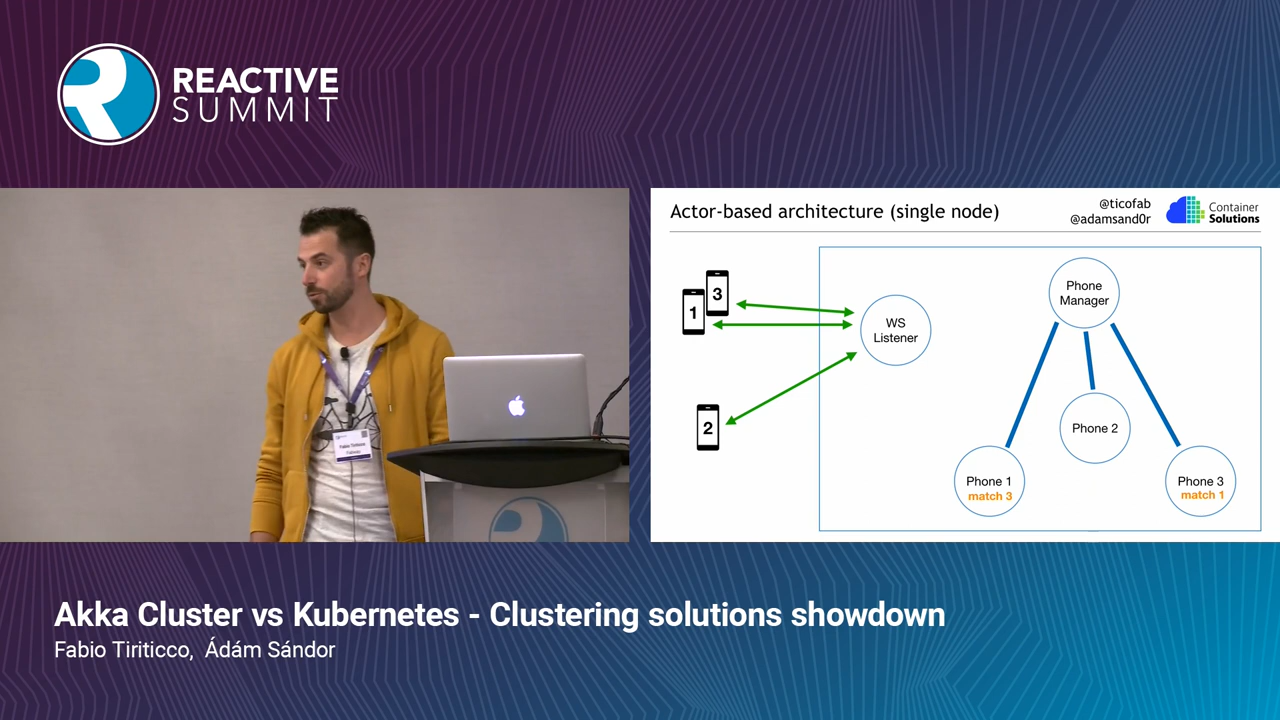 REACTIVE
SUMMIT
Actor-based architecture (single node)
@ticofab
@adamsand0r
Container
Solutions
3
1
2
WS
Listener
Phone
Manager
Phone 2
Phone 1
match 3
Phone 3
match 1
Fabio Tiriticco
Akka Cluster vs Kubernetes - Clustering solutions showdown
Fabio Tiriticco, Ádám Sándor